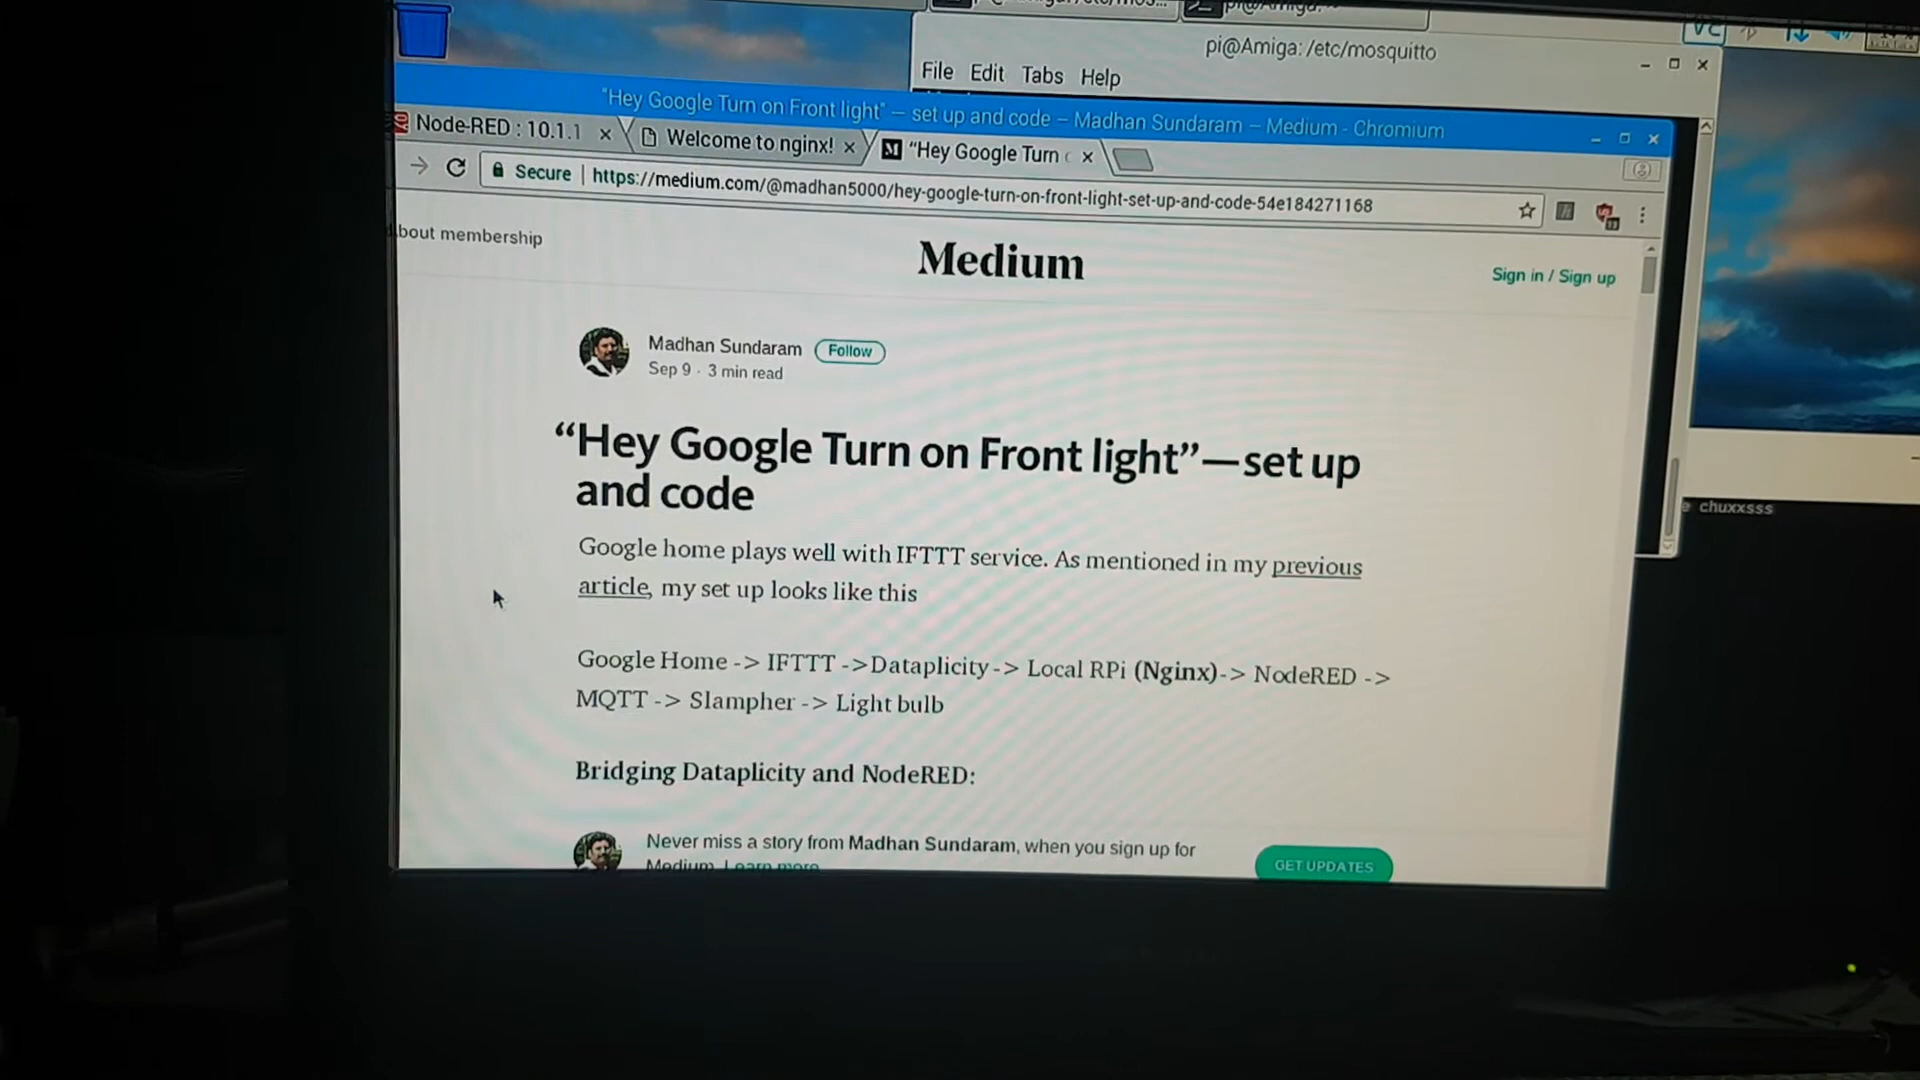 pi@Amiga: /etc/mosquitto
File Edit Tabs Help
"Hey Google Turn on Front light" – set up and code – Madhan Sundaram – Medium - Chromium
Node-RED : 10.1.1
Welcome to nginx!
“Hey Google Turn
Secure
https://medium.com/@madhan5000/hey-google-turn-on-front-light-set-up-and-code-54e184271168
bout membership
Medium
Sign in / Sign up
Madhan Sundaram Follow
Sep 9 · 3 min read
“Hey Google Turn on Front light”—set up
and code
Google home plays well with IFTTT service. As mentioned in my previous
article, my set up looks like this
Google Home -> IFTTT ->Dataplicity-> Local RPi (Nginx)-> NodeRED ->
MQTT -> Slampher -> Light bulb
Bridging Dataplicity and NodeRED:
Never miss a story from Madhan Sundaram, when you sign up for
Medium. Learn more
GET UPDATES
e chuxxsss